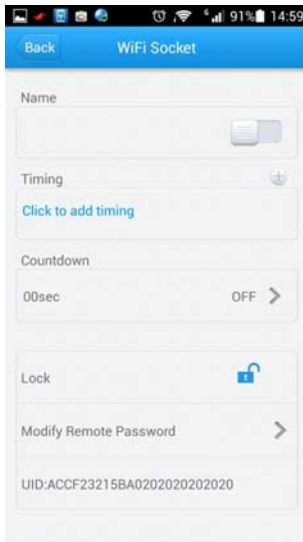 91% 14:59
Back WiFi Socket
Name
Timing
Click to add timing
Countdown
00sec OFF
Lock
Modify Remote Password
UID:ACCF23215BA0202020202020